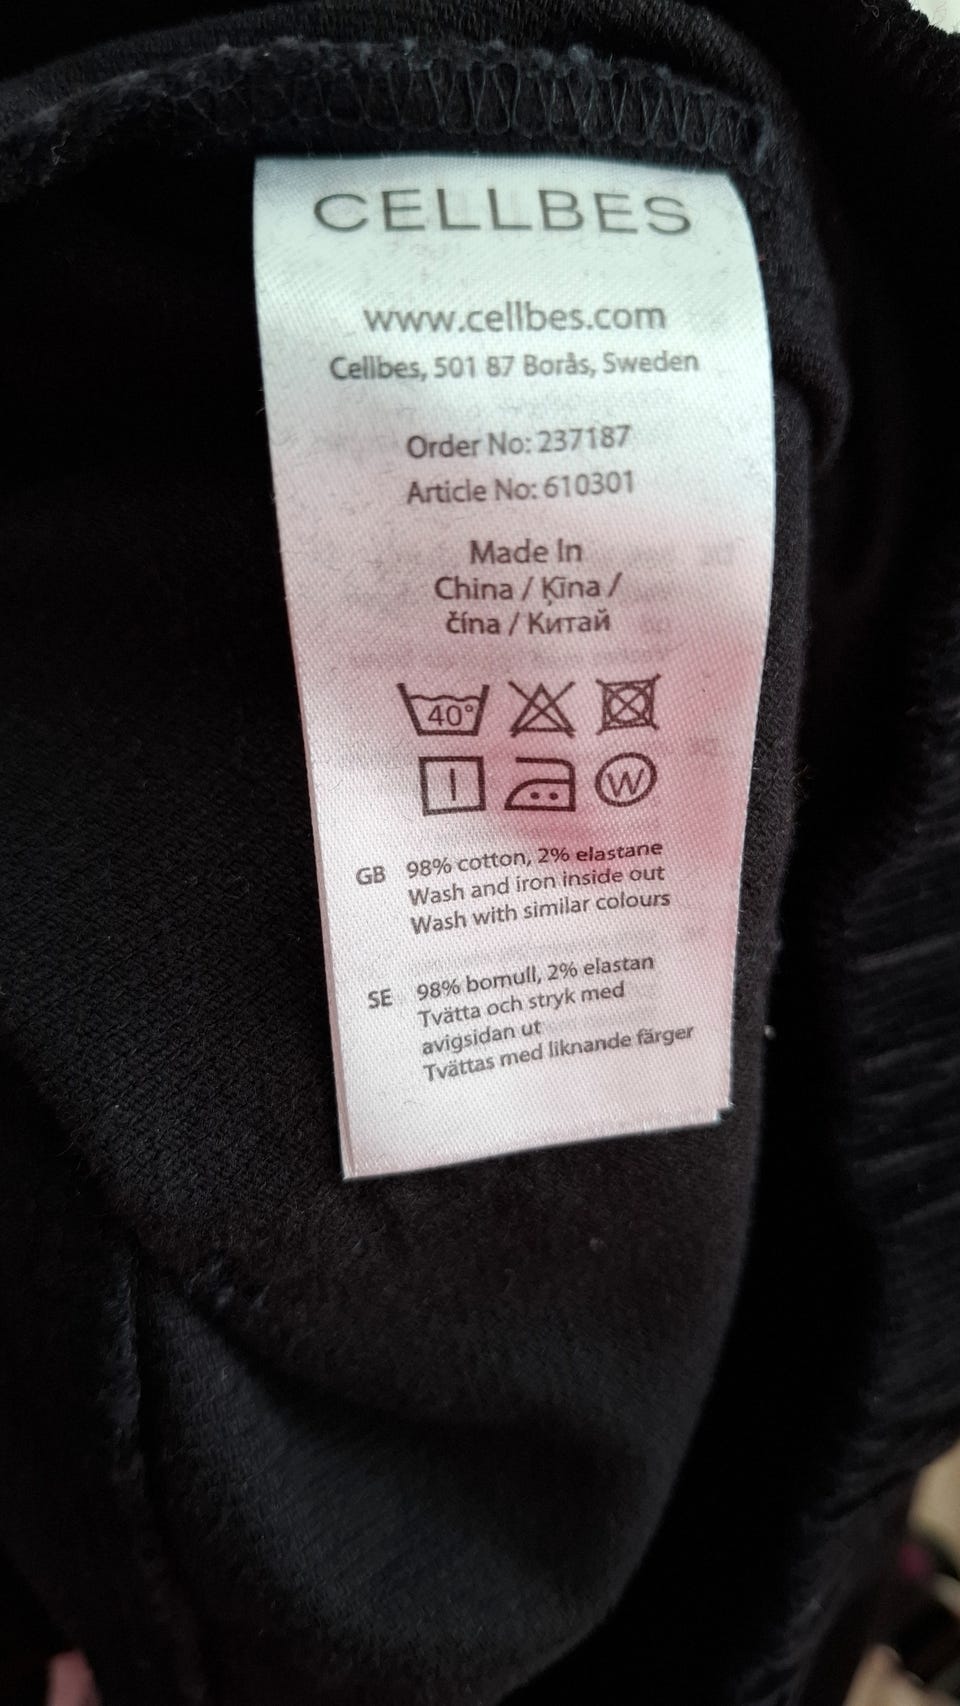 CELLBES
www.cellbes.com
Cellbes, 501 87 Borås, Sweden
Order No: 237187
Article No: 610301
Made In
China / Ķīna /
čína / Китай
40°
W
GB 98% cotton, 2% elastane
Wash and iron inside out
Wash with similar colours
SE 98% bomull, 2% elastan
Tvätta och stryk med
avigsidan ut
Tvättas med liknande färger